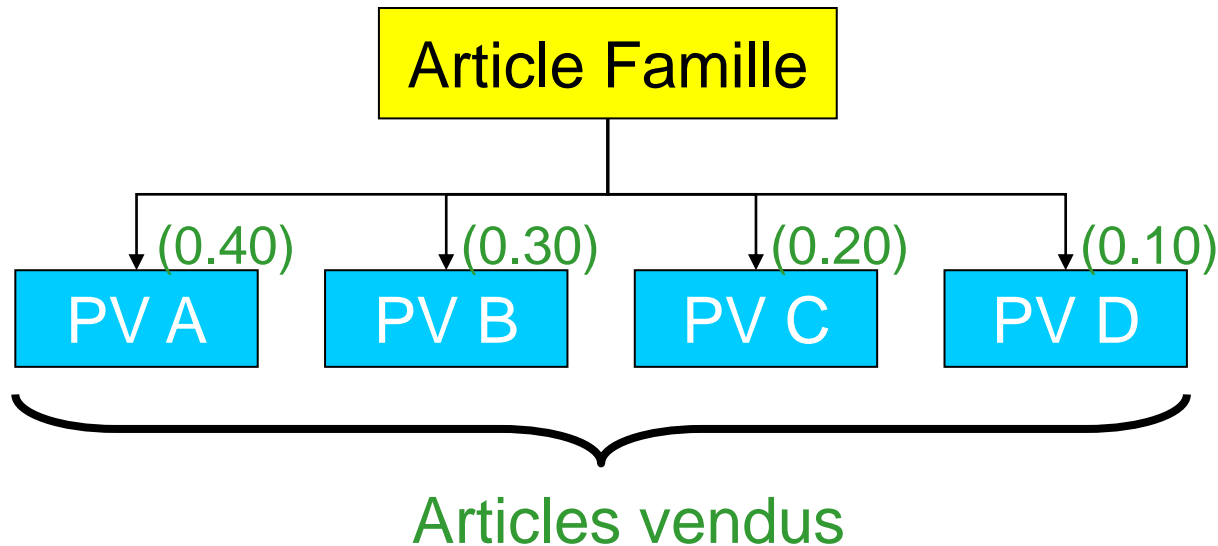 Article Famille
(0.40) (0.30) (0.20) (0.10)
PV A PV B PV C PV D
Articles vendus